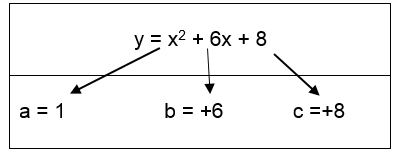 y = x² + 6x + 8
a = 1 b = +6 c =+8